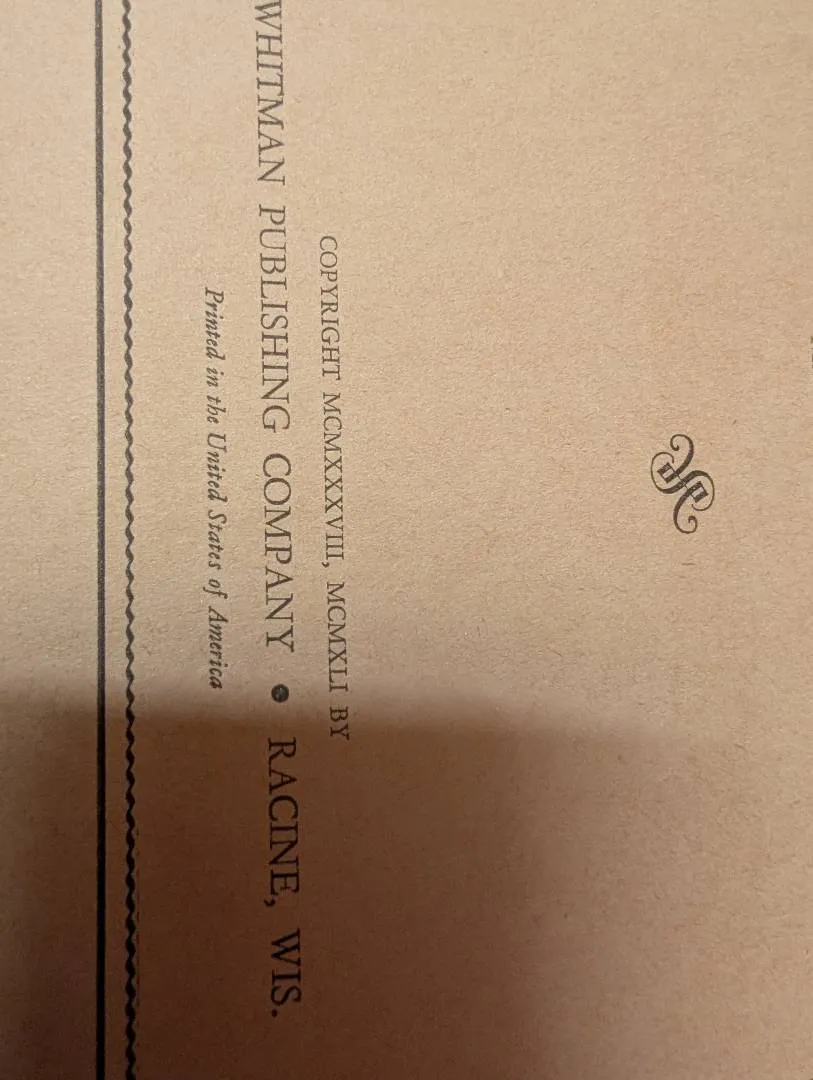 COPYRIGHT MCMXXXVIII, MCMXLI BY
WHITMAN PUBLISHING COMPANY • RACINE, WIS.
Printed in the United States of America